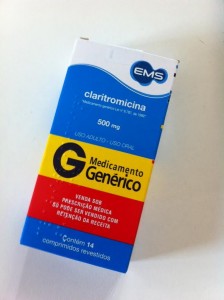 EMS
claritromicina
500 mg
USO ADULTO - USO ORAL
G Medicamento
Genérico
VENDA SOB
PRESCRIÇÃO MÉDICA
SÓ PODE SER VENDIDO COM
RETENÇÃO DA RECEITA
Contém 14
comprimidos revestidos